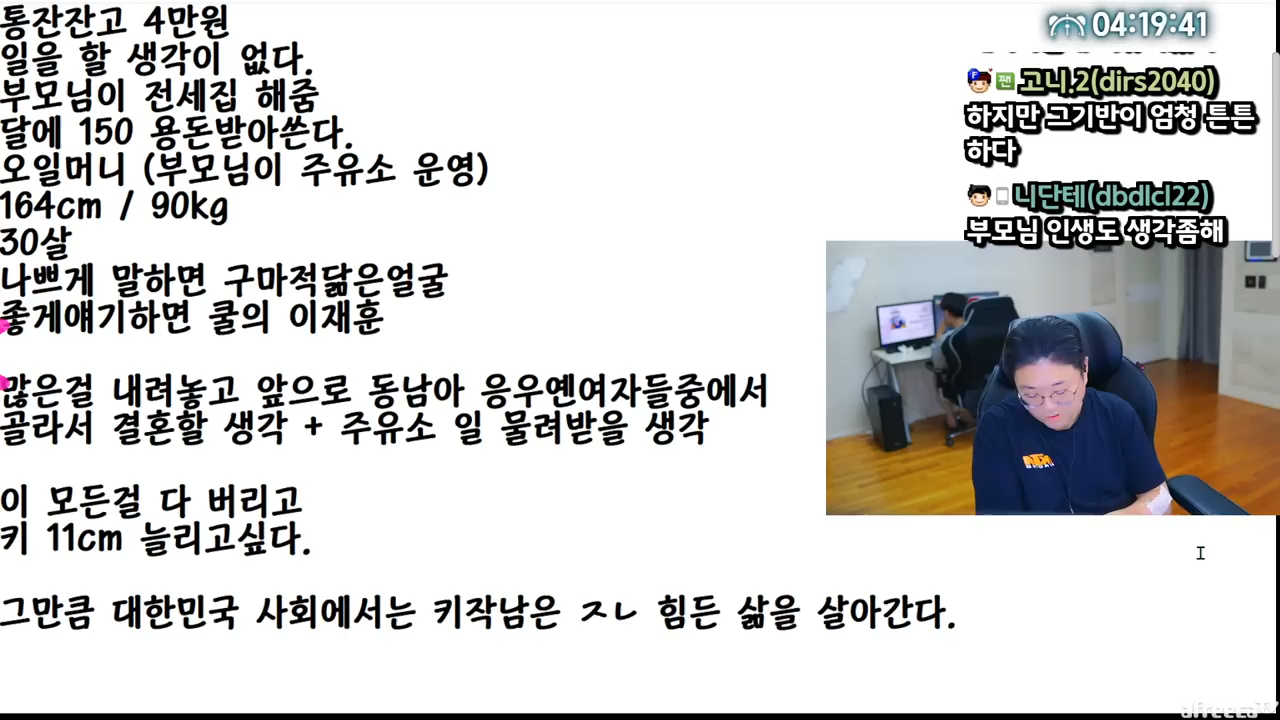 통잔잔고 4만원
일을 할 생각이 없다.
부모님이 전세집 해줌
달에 150 용돈받아쓴다.
오일머니 (부모님이 주유소 운영)
164cm / 90kg
30살
나쁘게 말하면 구마적닮은얼굴
좋게얘기하면 쿨의 이재훈
많은걸 내려놓고 앞으로 동남아 응우옌여자들중에서
골라서 결혼할 생각 + 주유소 일 물려받을 생각
이 모든걸 다 버리고
키 11cm 늘리고싶다.
그만큼 대한민국 사회에서는 키작남은 ㅈㄴ 힘든 삶을 살아간다.
04:19:41
팬 고니.2(dirs2040)
하지만 그기반이 엄청 튼튼
하다
니단테(dbdlcl22)
부모님 인생도 생각좀해
afreecaTV